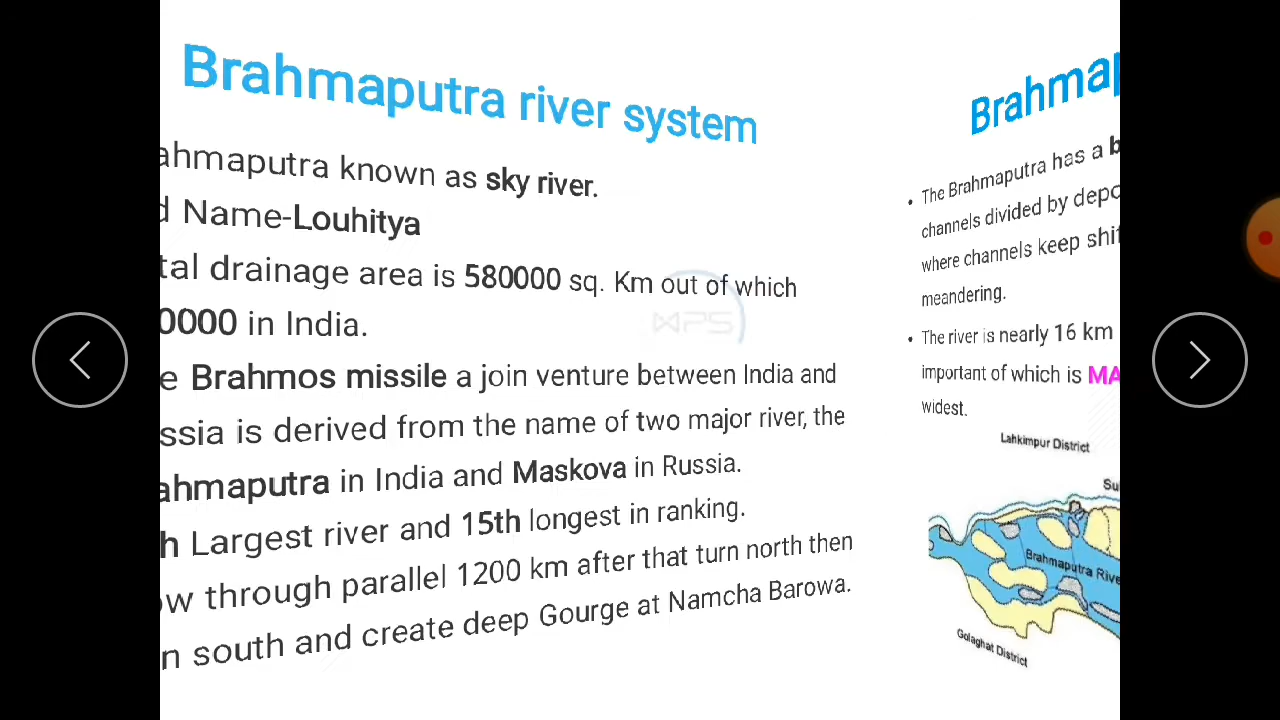 Brahmaputra river system
ahmaputra known as sky river.
d Name-Louhitya
tal drainage area is 580000 sq. Km out of which
0000 in India.
e Brahmos missile a join venture between India and
ssia is derived from the name of two major river, the
ahmaputra in India and Maskova in Russia.
h Largest river and 15th longest in ranking.
ow through parallel 1200 km after that turn north then
n south and create deep Gourge at Namcha Barowa.
WPS
Brahmap
• The Brahmaputra has a b
channels divided by depo
where channels keep shif
meandering.
• The river is nearly 16 km
important of which is MA
widest.
Lahkimpur District
Su
Brahmaputra Rive
Golaghat District